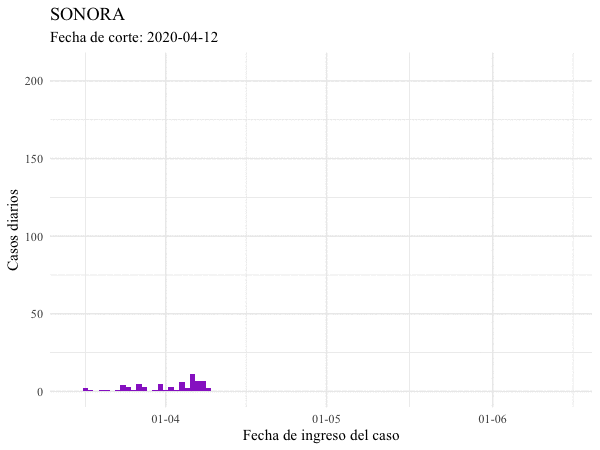 SONORA
Fecha de corte: 2020-04-12
Casos diarios
200
150
100
50
0
01-04
01-05
01-06
Fecha de ingreso del caso